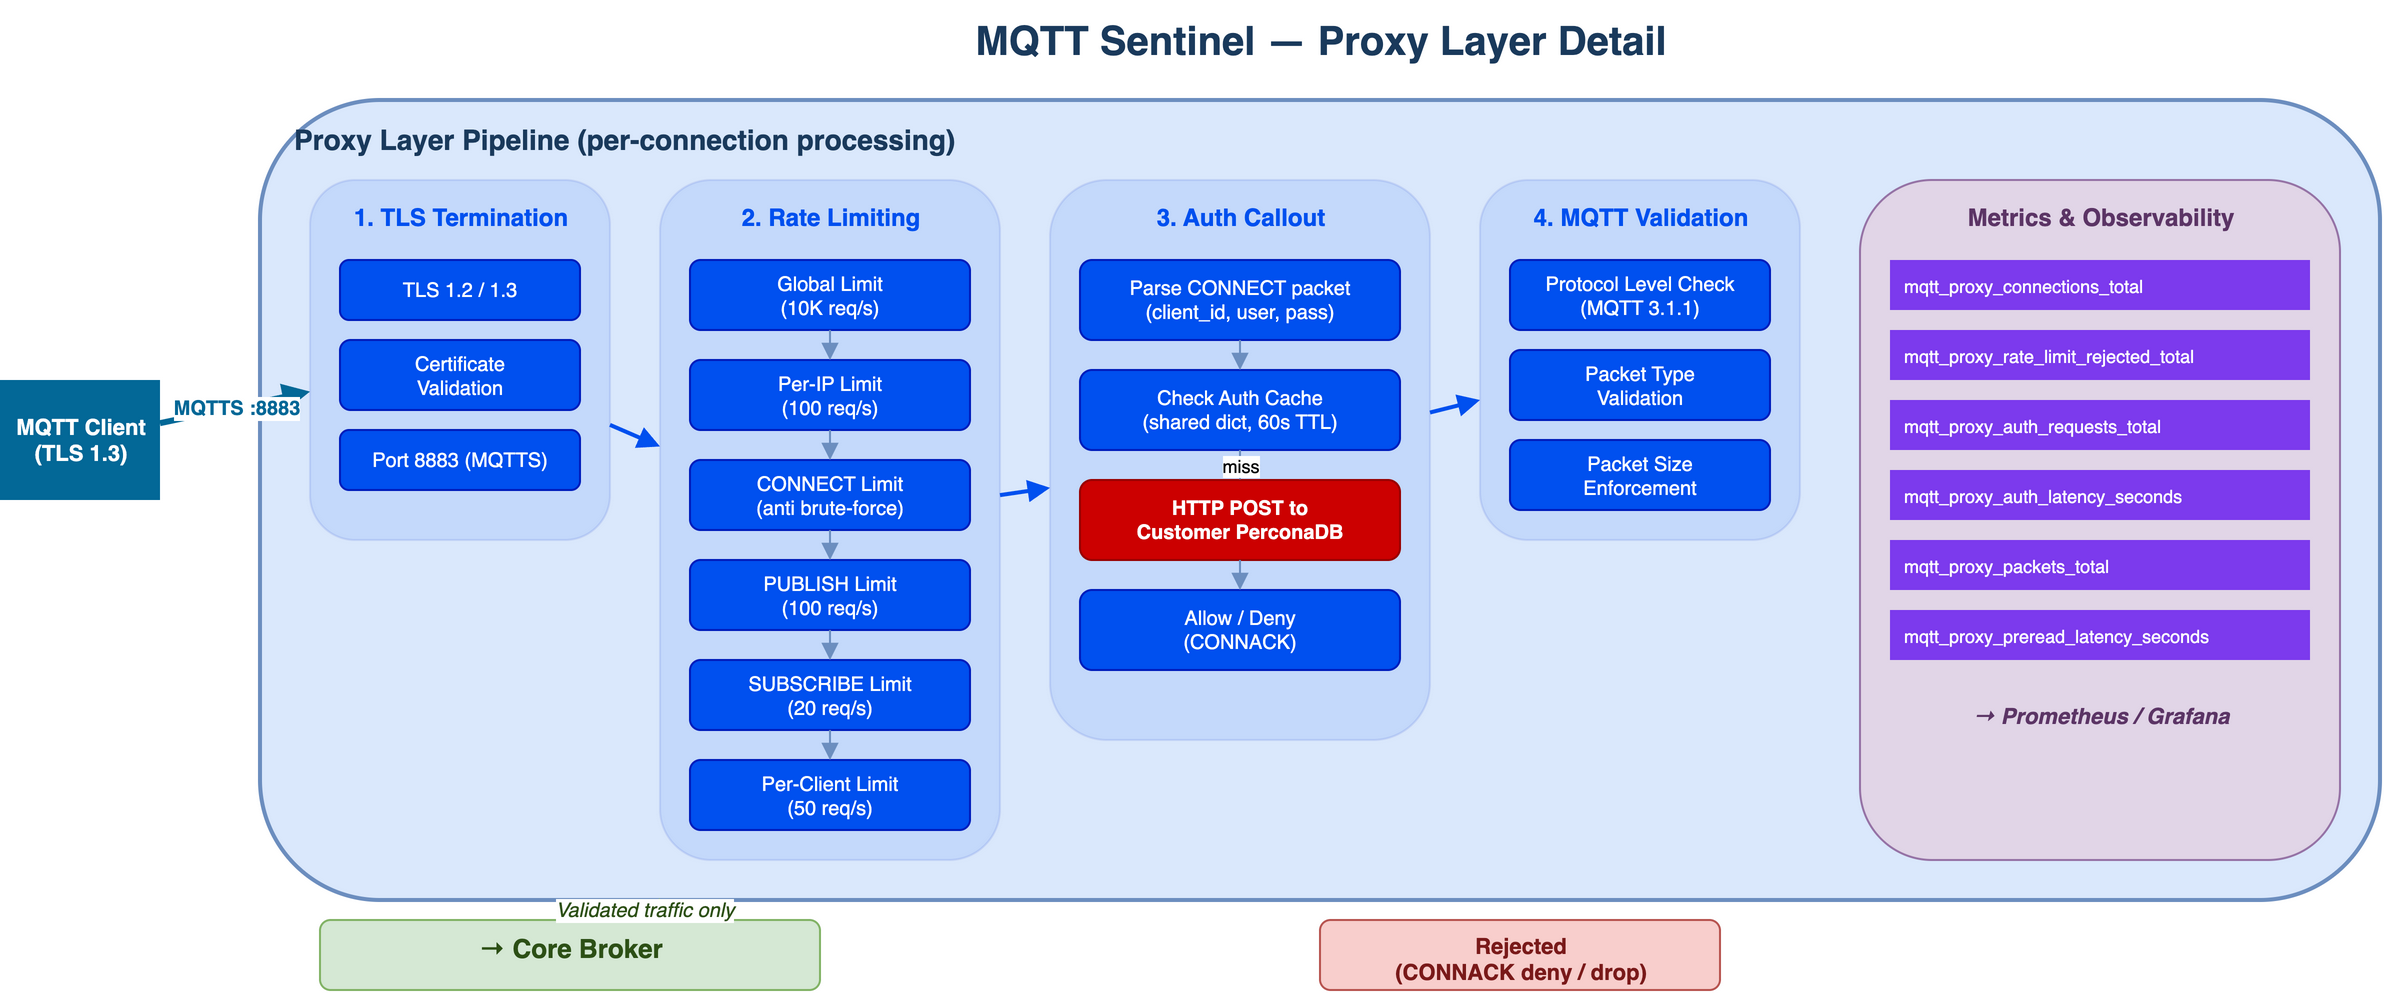 MQTT Sentinel — Proxy Layer Detail
Proxy Layer Pipeline (per-connection processing)
MQTT Client
(TLS 1.3)
MQTTS :8883
1. TLS Termination
TLS 1.2 / 1.3
Certificate
Validation
Port 8883 (MQTTS)
2. Rate Limiting
Global Limit
(10K req/s)
Per-IP Limit
(100 req/s)
CONNECT Limit
(anti brute-force)
PUBLISH Limit
(100 req/s)
SUBSCRIBE Limit
(20 req/s)
Per-Client Limit
(50 req/s)
3. Auth Callout
Parse CONNECT packet
(client_id, user, pass)
Check Auth Cache
(shared dict, 60s TTL)
miss
HTTP POST to
Customer PerconaDB
Allow / Deny
(CONNACK)
4. MQTT Validation
Protocol Level Check
(MQTT 3.1.1)
Packet Type
Validation
Packet Size
Enforcement
Metrics & Observability
mqtt_proxy_connections_total
mqtt_proxy_rate_limit_rejected_total
mqtt_proxy_auth_requests_total
mqtt_proxy_auth_latency_seconds
mqtt_proxy_packets_total
mqtt_proxy_preread_latency_seconds
→ Prometheus / Grafana
Validated traffic only
→ Core Broker
Rejected
(CONNACK deny / drop)